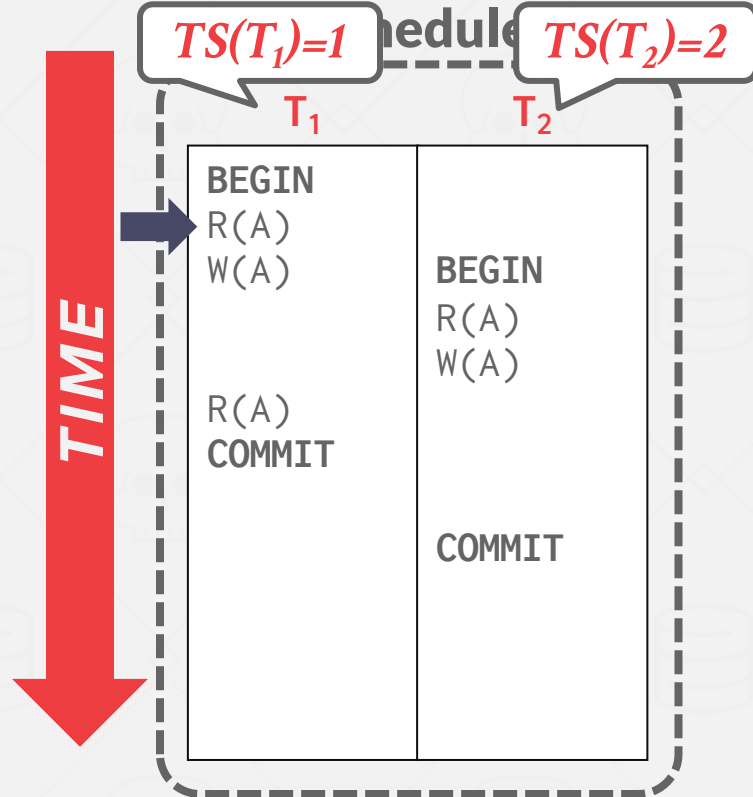 TS(T₁)=1 hedule TS(T₂)=2
T₁ T₂
BEGIN
R(A)
W(A) BEGIN
R(A)
W(A)
R(A)
COMMIT
COMMIT
TIME